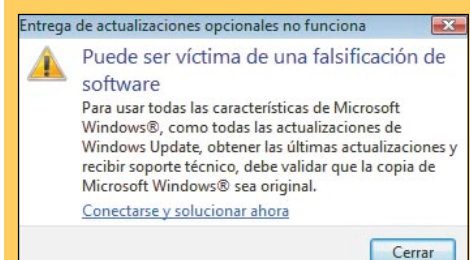 Entrega de actualizaciones opcionales no funciona
Puede ser víctima de una falsificación de
software
Para usar todas las características de Microsoft
Windows®, como todas las actualizaciones de
Windows Update, obtener las últimas actualizaciones y
recibir soporte técnico, debe validar que la copia de
Microsoft Windows® sea original.
Conectarse y solucionar ahora
Cerrar